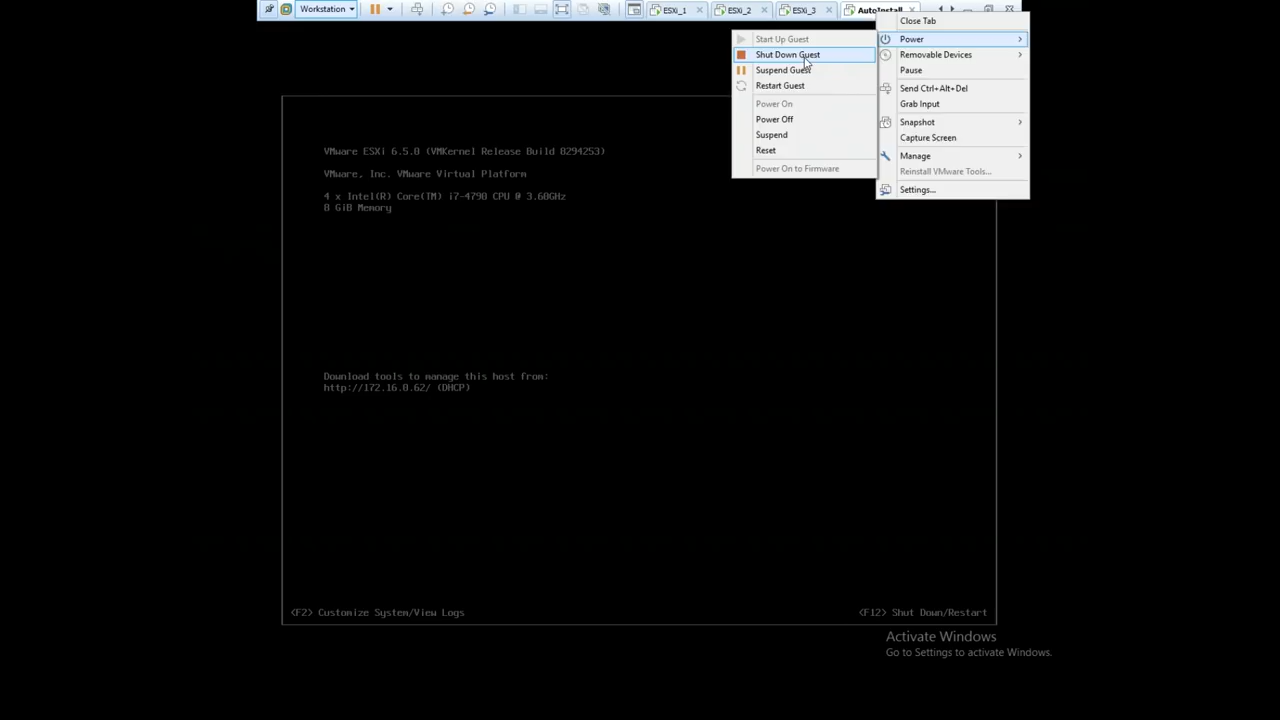 Workstation
ESXi_1
ESXi_2
ESXi_3
AutoInstall
Close Tab
Power
Removable Devices
Pause
Send Ctrl+Alt+Del
Grab Input
Snapshot
Capture Screen
Manage
Reinstall VMware Tools...
Settings...
Start Up Guest
Shut Down Guest
Suspend Guest
Restart Guest
Power On
Power Off
Suspend
Reset
Power On to Firmware
VMware ESXi 6.5.0 (VMKernel Release Build 8294253)
VMware, Inc. VMware Virtual Platform
4 x Intel(R) Core(TM) i7-4790 CPU @ 3.60GHz
8 GiB Memory
Download tools to manage this host from:
http://172.16.0.62/ (DHCP)
<F2> Customize System/View Logs
<F12> Shut Down/Restart
Activate Windows
Go to Settings to activate Windows.